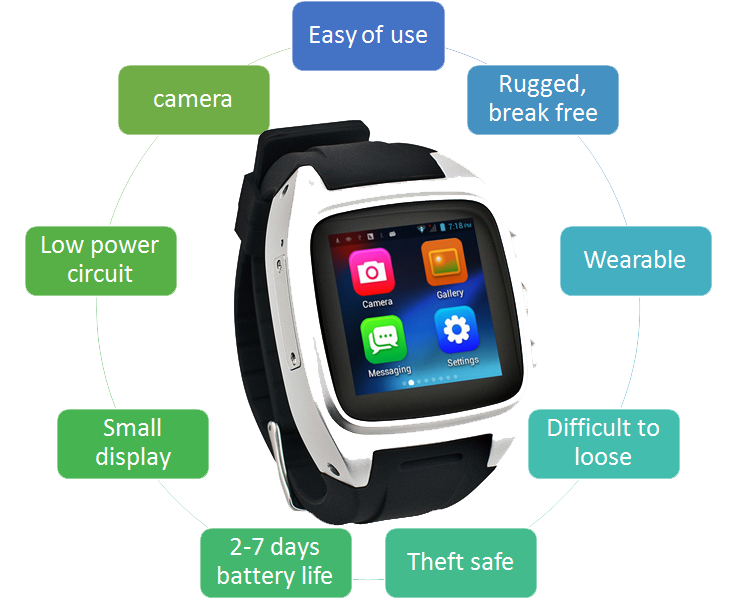 Easy of use
Rugged,
break free
Wearable
Difficult to
loose
Theft safe
2-7 days
battery life
Small
display
Low power
circuit
camera
7:18 PM
Camera
Gallery
Messaging
Settings